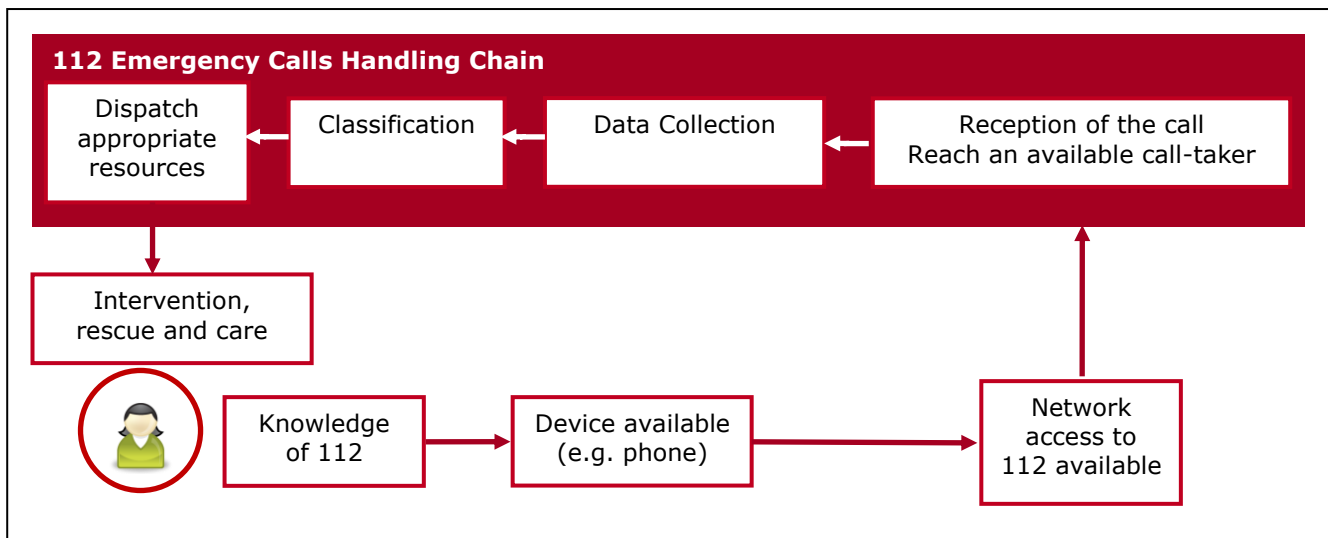 112 Emergency Calls Handling Chain
Dispatch
appropriate
resources
Classification
Data Collection
Reception of the call
Reach an available call-taker
Intervention,
rescue and care
Knowledge
of 112
Device available
(e.g. phone)
Network
access to
112 available